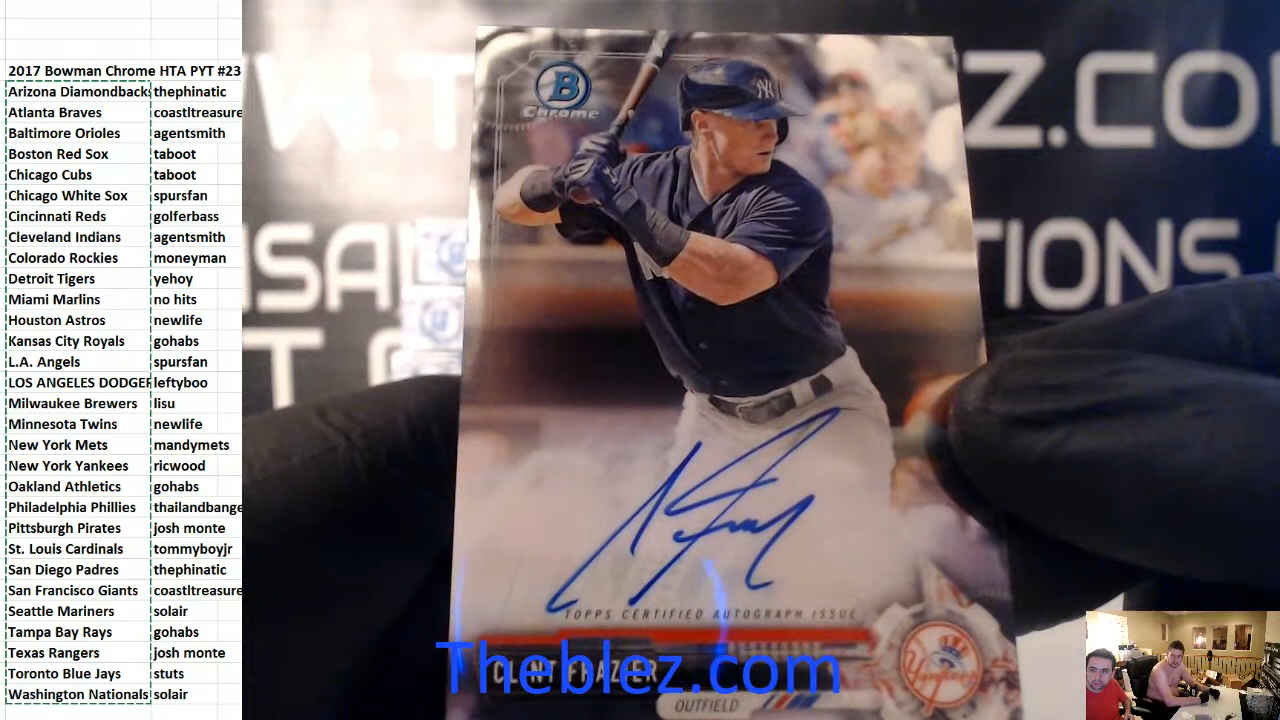 2017 Bowman Chrome HTA PYT #23
Arizona Diamondbacks thephinatic
Atlanta Braves coastltreasure
Baltimore Orioles agentsmith
Boston Red Sox taboot
Chicago Cubs taboot
Chicago White Sox spursfan
Cincinnati Reds golferbass
Cleveland Indians agentsmith
Colorado Rockies moneyman
Detroit Tigers yehoy
Miami Marlins no hits
Houston Astros newlife
Kansas City Royals gohabs
L.A. Angels spursfan
LOS ANGELES DODGER leftyboo
Milwaukee Brewers lisu
Minnesota Twins newlife
New York Mets mandymets
New York Yankees ricwood
Oakland Athletics gohabs
Philadelphia Phillies thailandbange
Pittsburgh Pirates josh monte
St. Louis Cardinals tommyboyjr
San Diego Padres thephinatic
San Francisco Giants coastltreasure
Seattle Mariners solair
Tampa Bay Rays gohabs
Texas Rangers josh monte
Toronto Blue Jays stuts
Washington Nationals solair
W.T Z.CO
SA TIONS
T
B
Chrome
NY
TOPPS CERTIFIED AUTOGRAPH ISSUE
CLINT FRAZIER
OUTFIELD
Yankees
Theblez.com